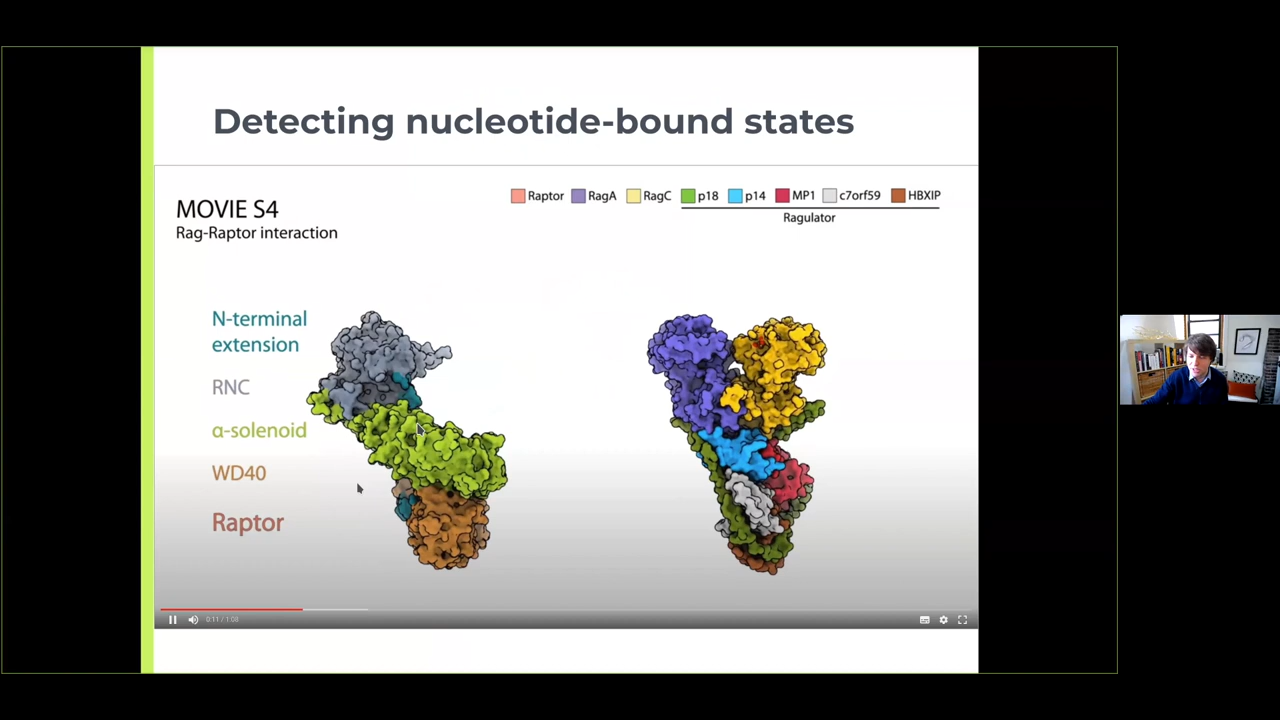 Detecting nucleotide-bound states
MOVIE S4
Rag-Raptor interaction
Raptor RagA RagC p18 p14 MP1 c7orf59 HBXIP
Ragulator
N-terminal
extension
RNC
α-solenoid
WD40
Raptor
0:11 / 1:08